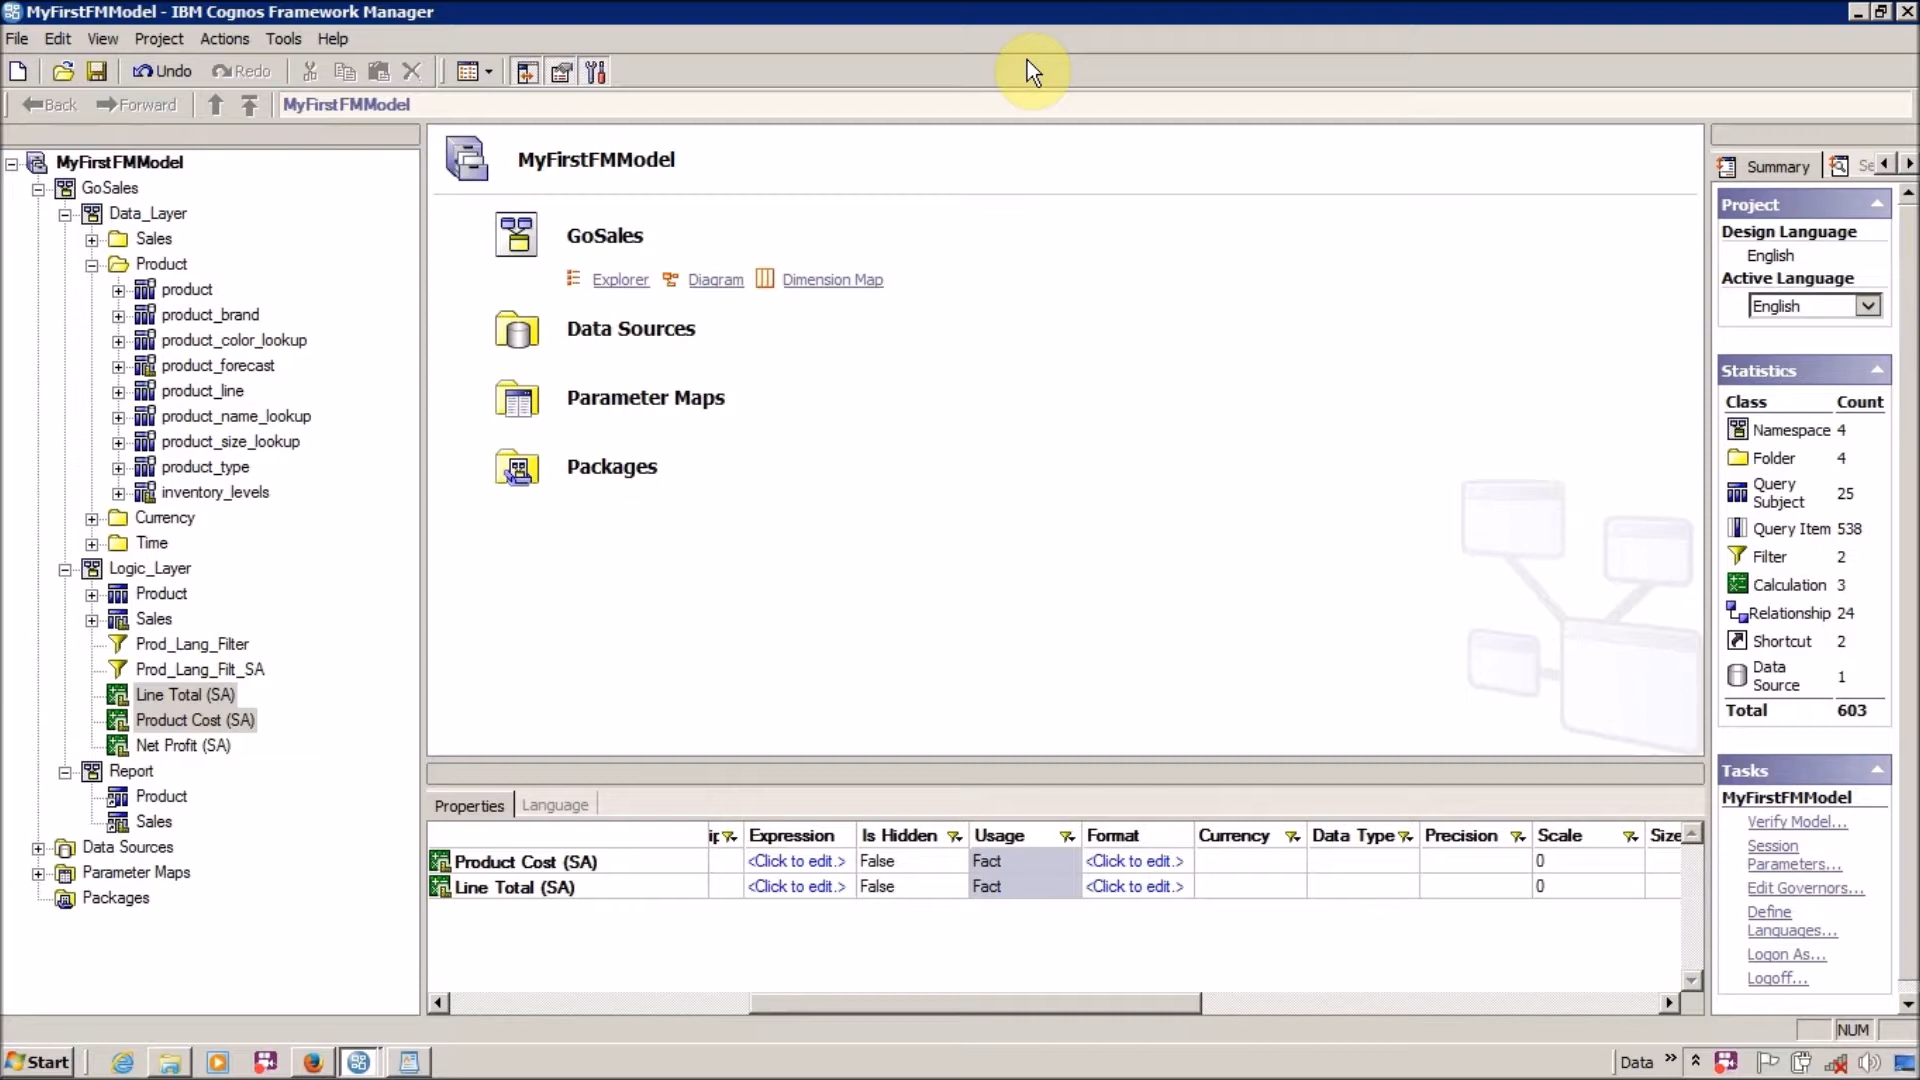 MyFirstFMModel - IBM Cognos Framework Manager
File Edit View Project Actions Tools Help
Undo Redo
Back Forward MyFirstFMModel
MyFirstFMModel
GoSales
Data_Layer
Sales
Product
product
product_brand
product_color_lookup
product_forecast
product_line
product_name_lookup
product_size_lookup
product_type
inventory_levels
Currency
Time
Logic_Layer
Product
Sales
Prod_Lang_Filter
Prod_Lang_Filt_SA
Line Total (SA)
Product Cost (SA)
Net Profit (SA)
Report
Product
Sales
Data Sources
Parameter Maps
Packages
MyFirstFMModel
GoSales
Explorer Diagram Dimension Map
Data Sources
Parameter Maps
Packages
Properties Language
Expression Is Hidden Usage Format Currency Data Type Precision Scale Size
Product Cost (SA) <Click to edit.> False Fact <Click to edit.> 0
Line Total (SA) <Click to edit.> False Fact <Click to edit.> 0
Summary Se
Project
Design Language
English
Active Language
English
Statistics
Class Count
Namespace 4
Folder 4
Query
Subject 25
Query Item 538
Filter 2
Calculation 3
Relationship 24
Shortcut 2
Data
Source 1
Total 603
Tasks
MyFirstFMModel
Verify Model...
Session
Parameters...
Edit Governors...
Define
Languages...
Logon As...
Logoff...
NUM
Start Data